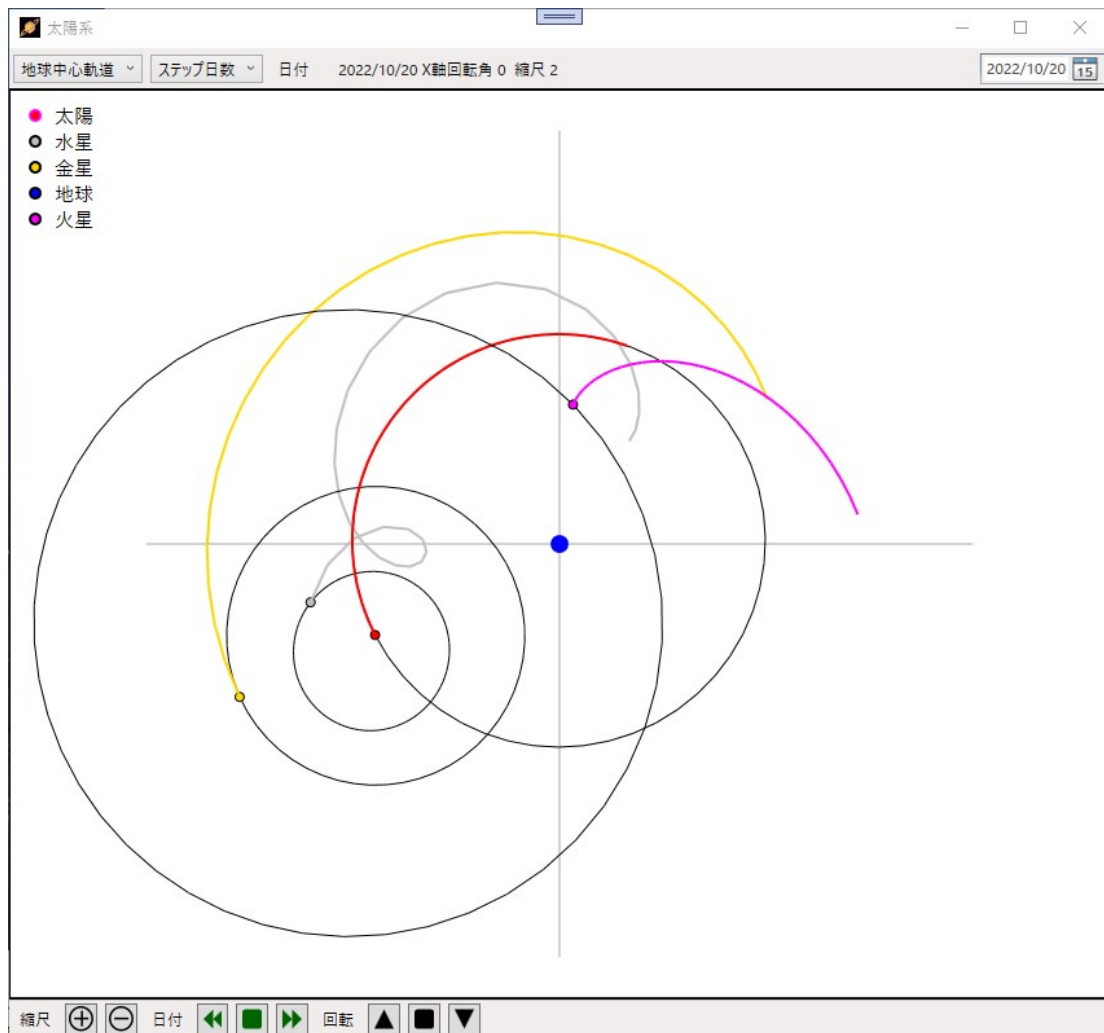 太陽系
地球中心軌道 ステップ日数 日付 2022/10/20 X軸回転角 0 縮尺 2 2022/10/20 15
太陽
水星
金星
地球
火星
縮尺 日付 回転